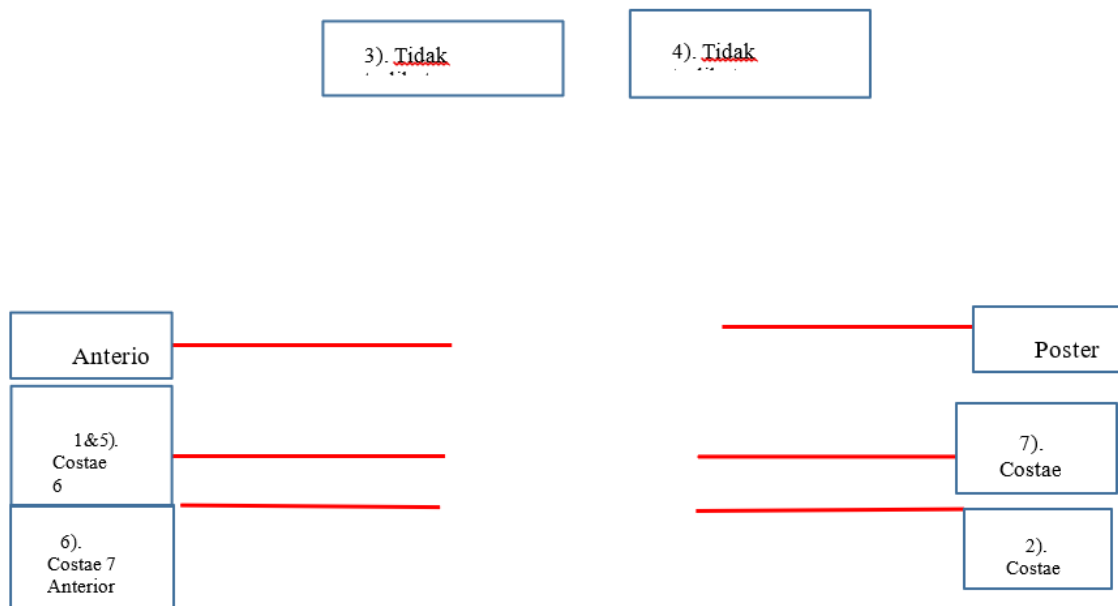 3). Tidak
4). Tidak
Anterio
Poster
1&5).
Costae
6
7).
Costae
6).
Costae 7
Anterior
2).
Costae